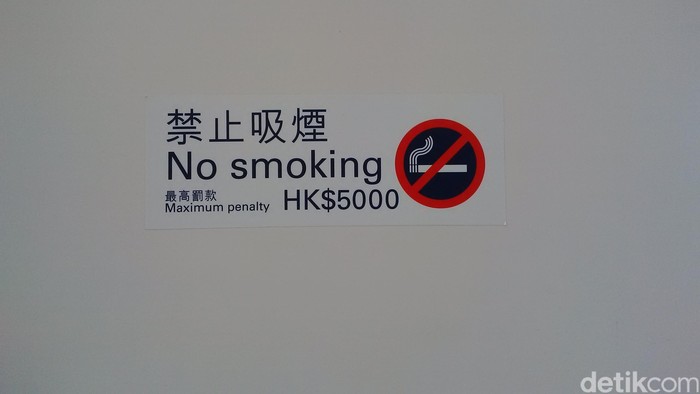 禁止吸煙
No smoking
最高罰款
Maximum penalty HK$5000
detikcom